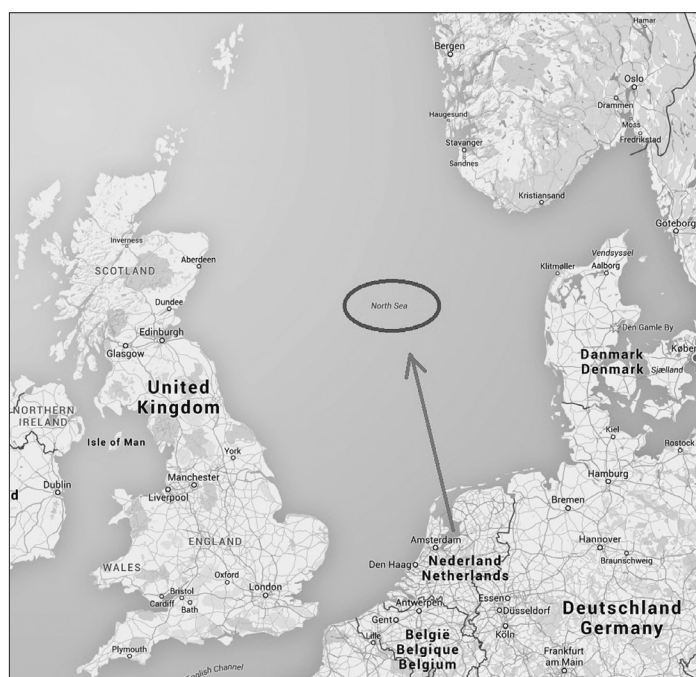 Hamar
Bergen
Oslo
Drammen
Haugesund
Moss
Fredrikstad
Stavanger
Sandnes
Kristiansand
Göteborg
Inverness
Vendsyssel
Aberdeen
Klitmøller
Aalborg
SCOTLAND
Dundee
North Sea
Den Gamle By
Edinburgh
Glasgow
Danmark
Københ
Denmark
Sjælland
United
Kingdom
NORTHERN
IRELAND
Isle of Man
Kiel
Rostock
York
Manchester
Hamburg
Dublin
d
Liverpool
Bremen
ENGLAND
Amsterdam
Hannover
Den Haag
Nederland
Netherlands
Braunschweig
WALES
Oxford
London
Bristol
Cardiff
Bath
Antwerpen
Essen
Düsseldorf
Deutschland
Germany
Gent
Köln
Lille
België
Belgique
Belgium
Plymouth
Frankfurt
am Main
English Channel